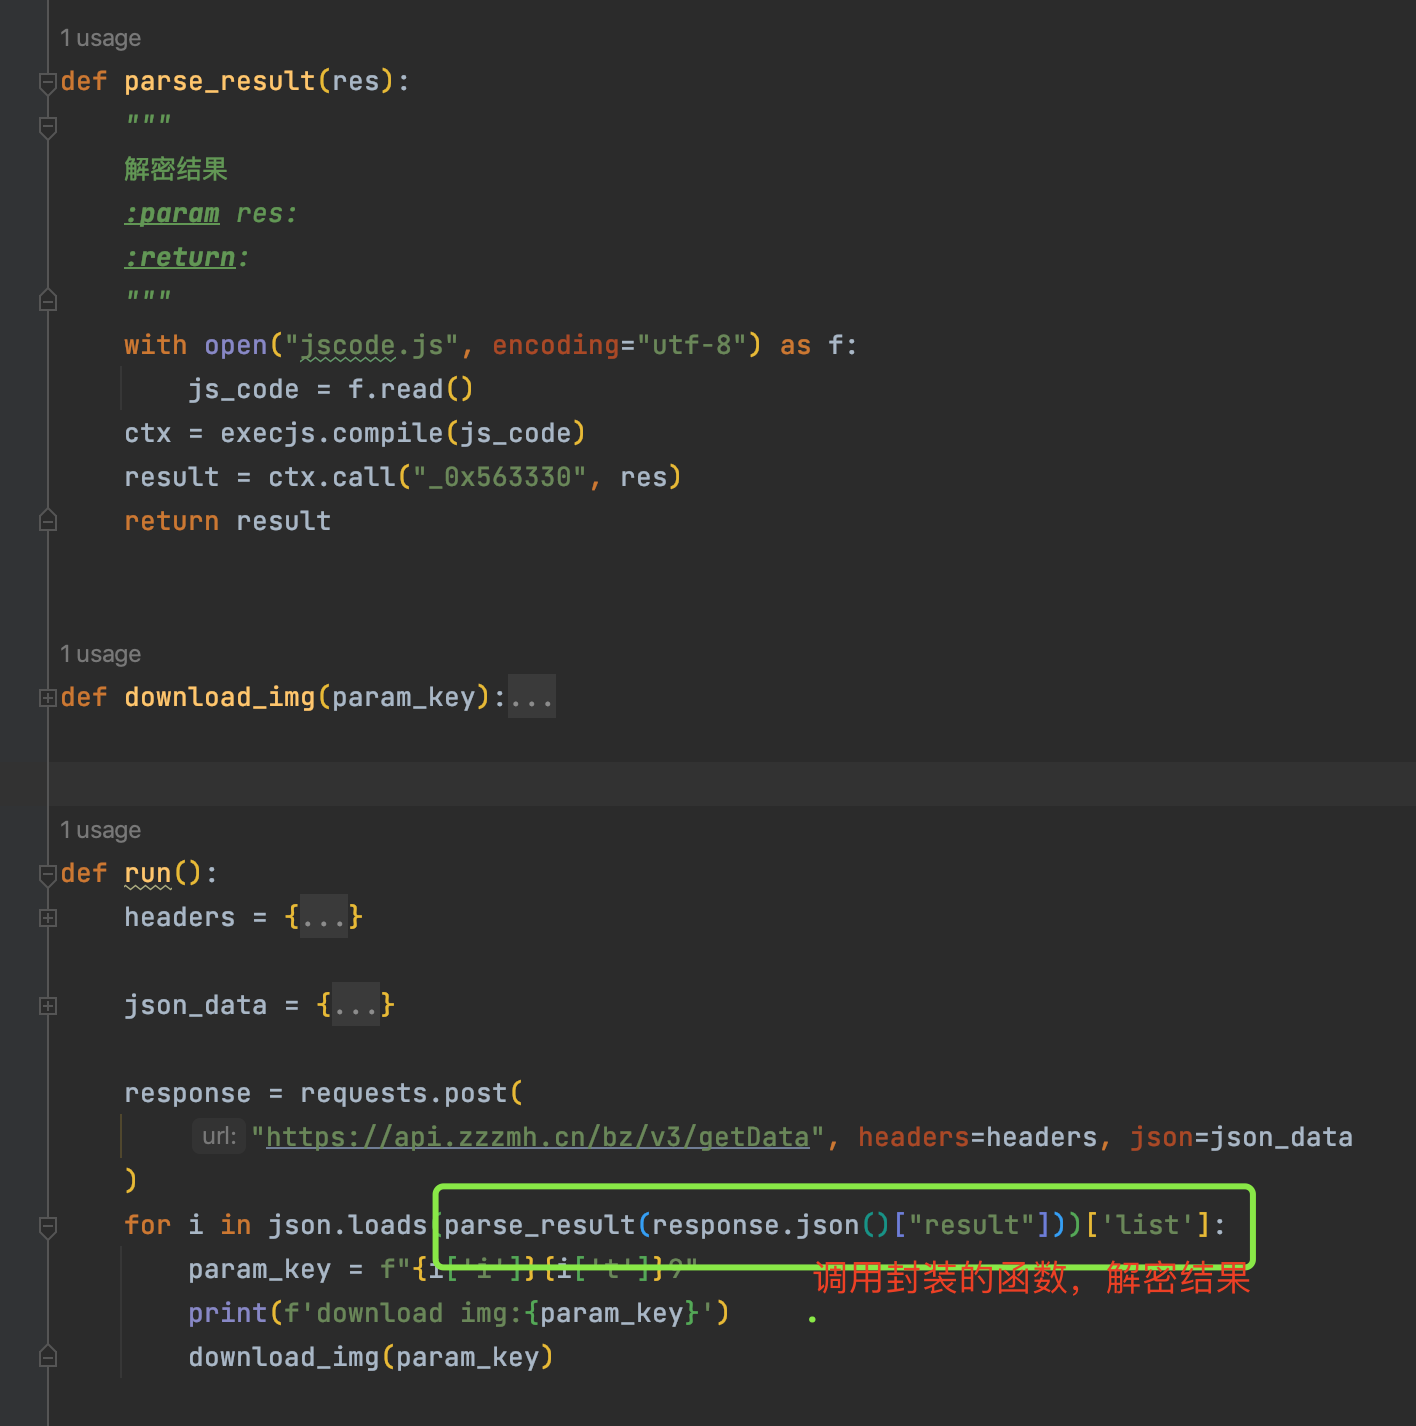 1 usage
def parse_result(res):
"""
解密结果
:param res:
:return:
"""
with open("jscode.js", encoding="utf-8") as f:
js_code = f.read()
ctx = execjs.compile(js_code)
result = ctx.call("_0x563330", res)
return result
1 usage
def download_img(param_key):...
1 usage
def run():
headers = {...}
json_data = {...}
response = requests.post(
url: "https://api.zzzmh.cn/bz/v3/getData", headers=headers, json=json_data
)
for i in json.loads(parse_result(response.json()["result"]))['list']:
param_key = f"{i['i']}{i['t']}9"
调用封装的函数，解密结果
print(f'download img:{param_key}')
download_img(param_key)